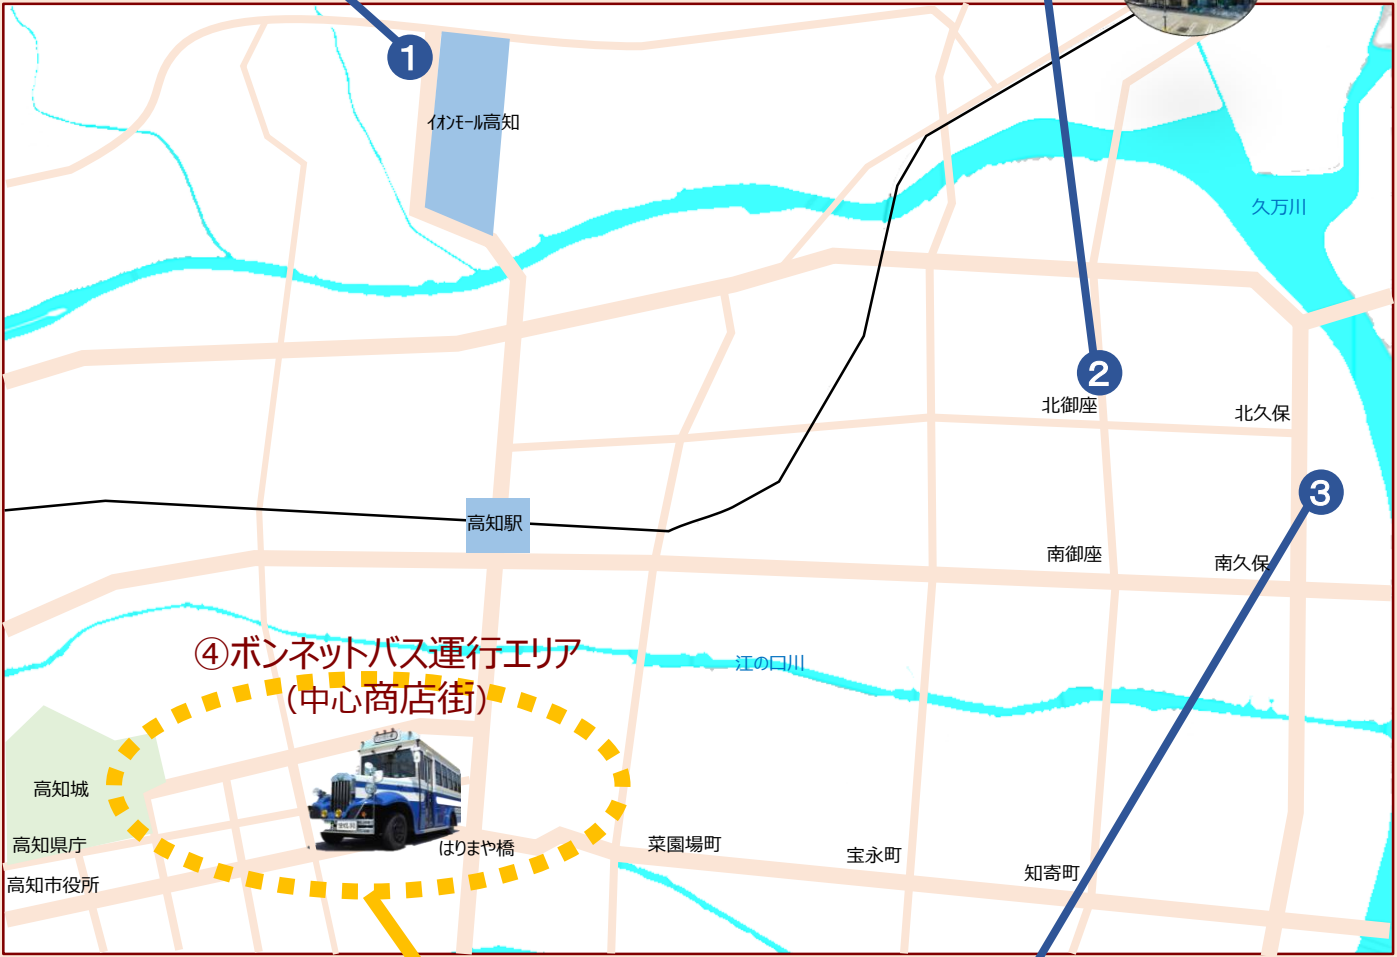 1
イオンモール高知
久万川
2
北御座
北久保
3
高知駅
南御座
南久保
④ボンネットバス運行エリア
（中心商店街）
江の口川
高知城
高知県庁
はりまや橋
菜園場町
宝永町
知寄町
高知市役所